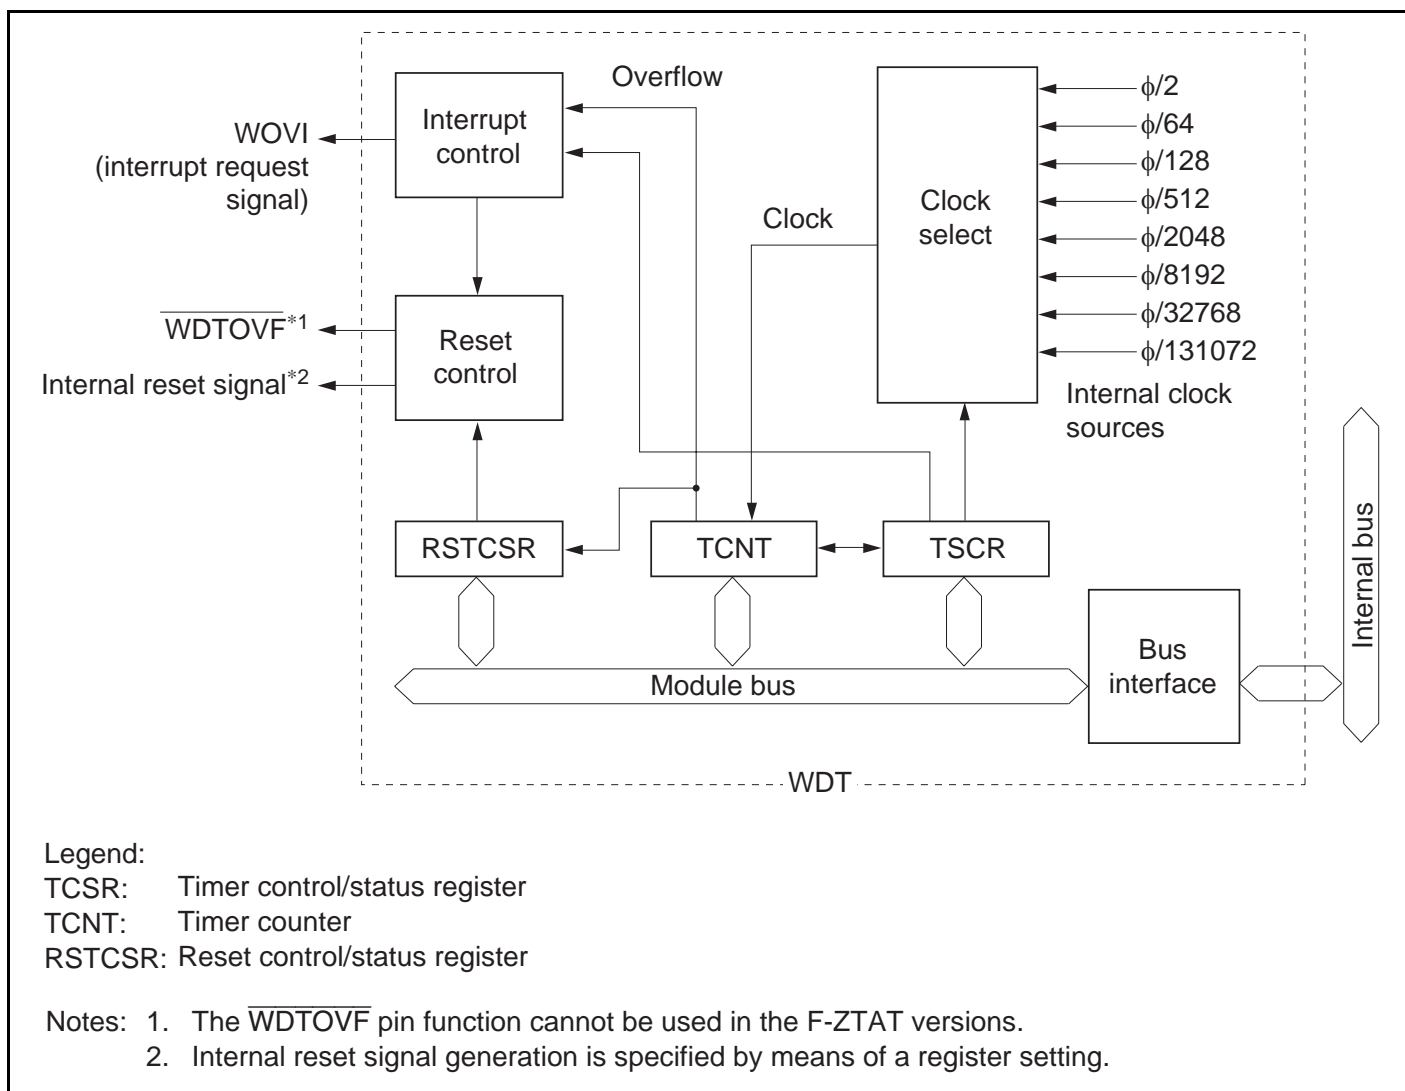 Overflow
Interrupt
control
WOVI
(interrupt request
signal)
Clock
Clock
select
ϕ/2
ϕ/64
ϕ/128
ϕ/512
ϕ/2048
ϕ/8192
ϕ/32768
ϕ/131072
Internal clock
sources
WDTOVF*1
Internal reset signal*2
Reset
control
RSTCSR
TCNT
TSCR
Module bus
Bus
interface
Internal bus
WDT
Legend:
TCSR: Timer control/status register
TCNT: Timer counter
RSTCSR: Reset control/status register
Notes: 1. The WDTOVF pin function cannot be used in the F-ZTAT versions.
2. Internal reset signal generation is specified by means of a register setting.